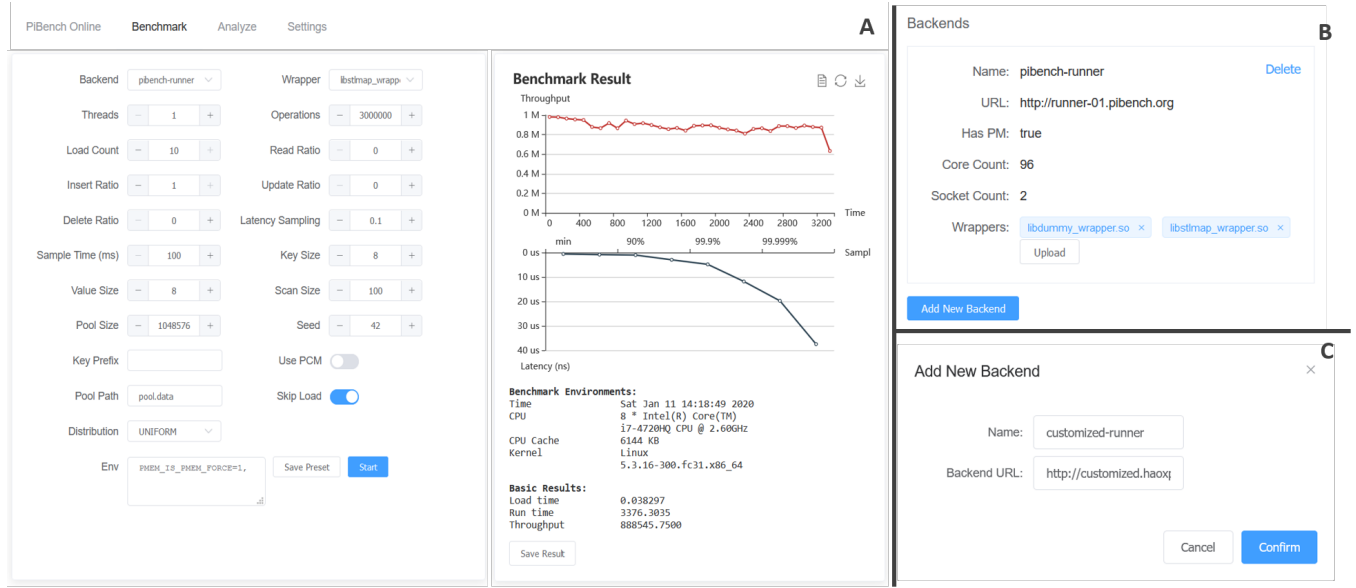 PiBench Online Benchmark Analyze Settings
A
Backend pibench-runner Wrapper libstlmap_wrapp
Threads - 1 + Operations - 3000000 +
Load Count - 10 + Read Ratio - 0 +
Insert Ratio - 1 + Update Ratio - 0 +
Delete Ratio - 0 + Latency Sampling - 0.1 +
Sample Time (ms) - 100 + Key Size - 8 +
Value Size - 8 + Scan Size - 100 +
Pool Size - 1048576 + Seed - 42 +
Key Prefix Use PCM
Pool Path pool.data Skip Load
Distribution UNIFORM
Env PMEM_IS_PMEM_FORCE=1, Save Preset Start
Benchmark Result
Throughput
1 M
0.8 M
0.6 M
0.4 M
0.2 M
0 M
0 400 800 1200 1600 2000 2400 2800 3200 Time
min 90% 99.9% 99.999%
0 us Sampl
10 us
20 us
30 us
40 us
Latency (ns)
Benchmark Environments:
Time Sat Jan 11 14:18:49 2020
CPU 8 * Intel(R) Core(TM)
i7-4720HQ CPU @ 2.60GHz
CPU Cache 6144 KB
Kernel Linux
5.3.16-300.fc31.x86_64
Basic Results:
Load time 0.038297
Run time 3376.3035
Throughput 888545.7500
Save Result
Backends
B
Name: pibench-runner Delete
URL: http://runner-01.pibench.org
Has PM: true
Core Count: 96
Socket Count: 2
Wrappers: libdummy_wrapper.so × libstlmap_wrapper.so ×
Upload
Add New Backend
C
Add New Backend ×
Name: customized-runner
Backend URL: http://customized.haoxp
Cancel Confirm